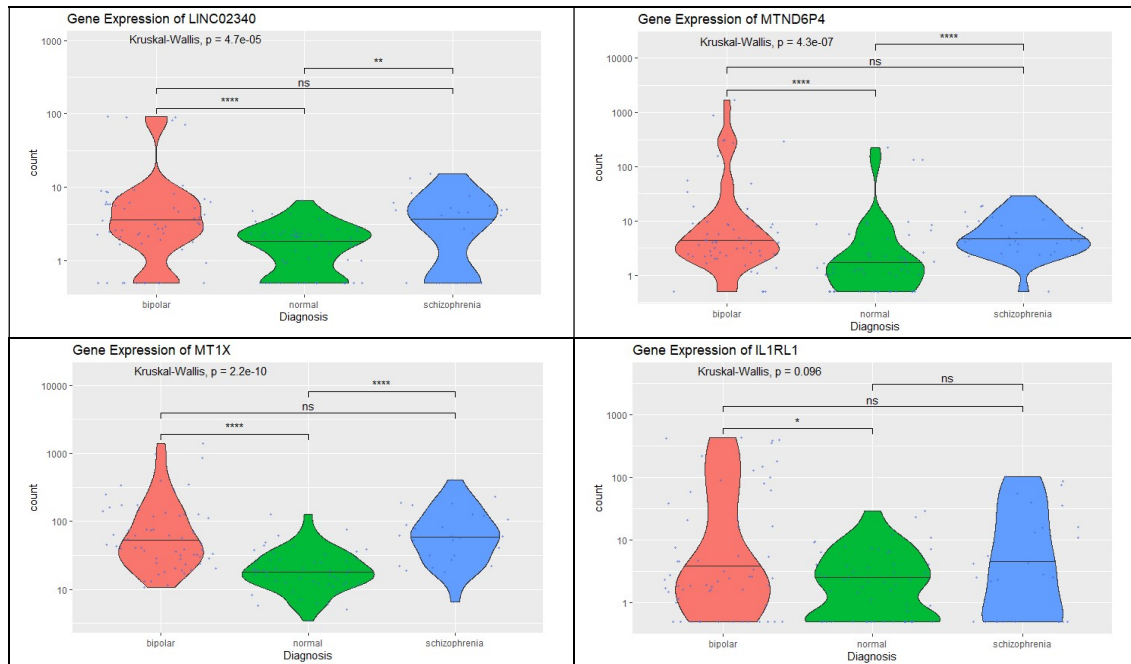 Gene Expression of LINC02340
Kruskal-Wallis, p = 4.7e-05
1000
100
10
1
count
**
ns
****
bipolar
normal
schizophrenia
Diagnosis
Gene Expression of MTND6P4
Kruskal-Wallis, p = 4.3e-07
10000
1000
100
10
1
count
****
ns
****
bipolar
normal
schizophrenia
Diagnosis
Gene Expression of MT1X
Kruskal-Wallis, p = 2.2e-10
10000
1000
100
10
count
****
ns
****
bipolar
normal
schizophrenia
Diagnosis
Gene Expression of IL1RL1
Kruskal-Wallis, p = 0.096
1000
100
10
1
count
ns
ns
*
bipolar
normal
schizophrenia
Diagnosis